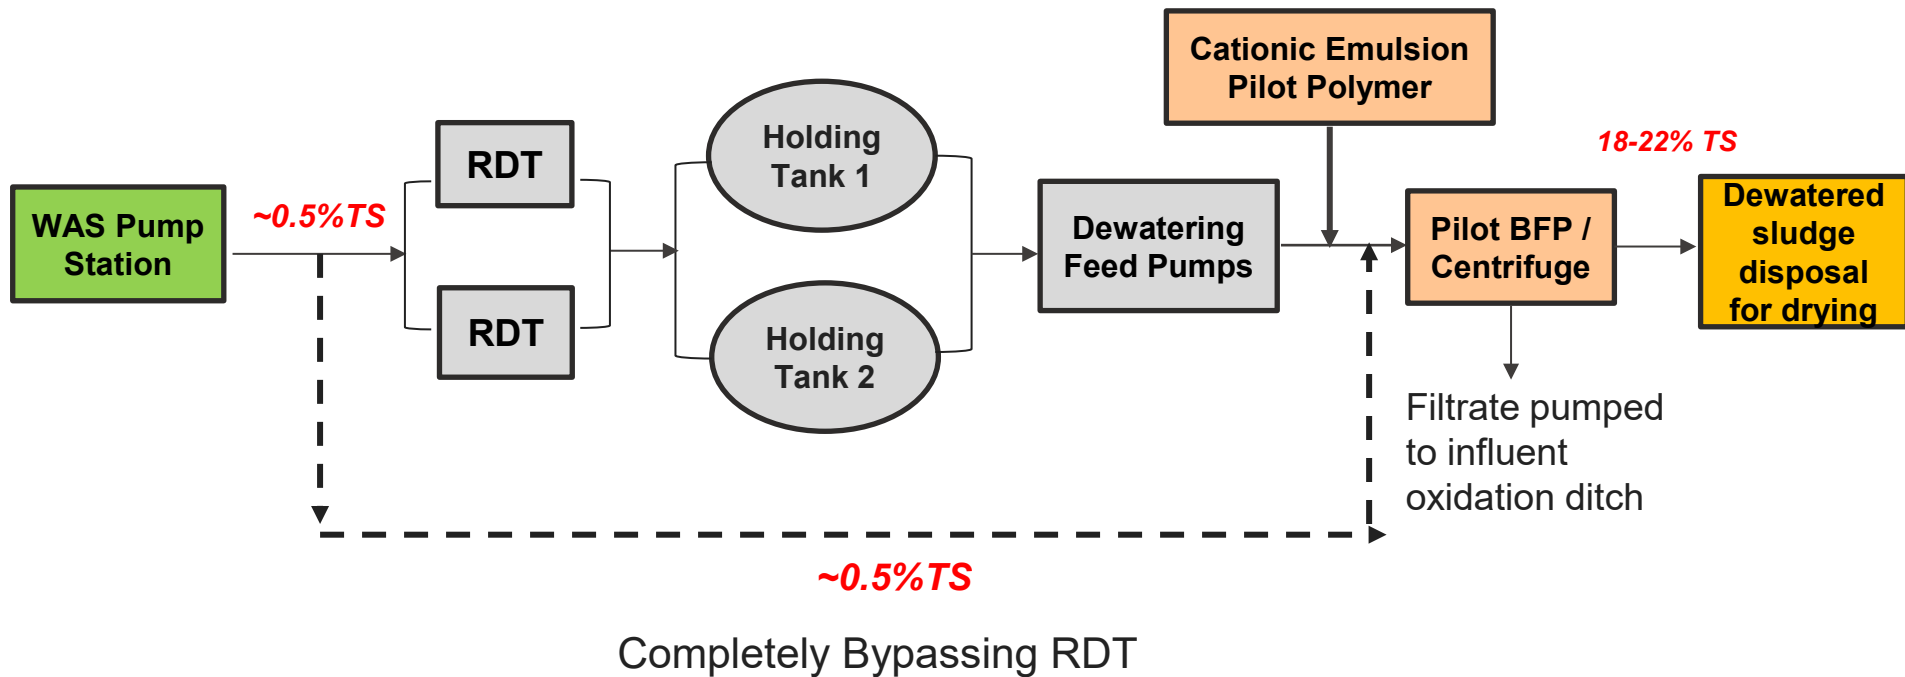 WAS Pump
Station
~0.5%TS
RDT
RDT
Holding
Tank 1
Holding
Tank 2
Dewatering
Feed Pumps
Cationic Emulsion
Pilot Polymer
Pilot BFP /
Centrifuge
18-22% TS
Dewatered
sludge
disposal
for drying
Filtrate pumped
to influent
oxidation ditch
~0.5%TS
Completely Bypassing RDT